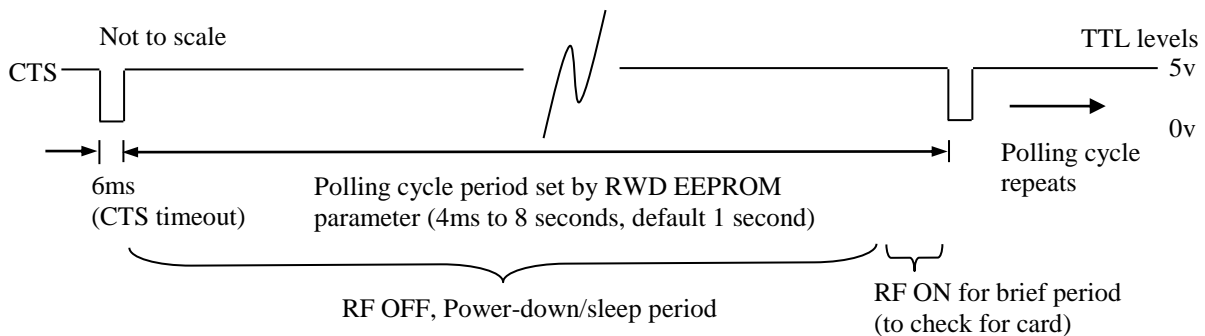 Not to scale
TTL levels
CTS
5v
0v
Polling cycle
repeats
6ms
(CTS timeout)
Polling cycle period set by RWD EEPROM
parameter (4ms to 8 seconds, default 1 second)
RF OFF, Power-down/sleep period
RF ON for brief period
(to check for card)